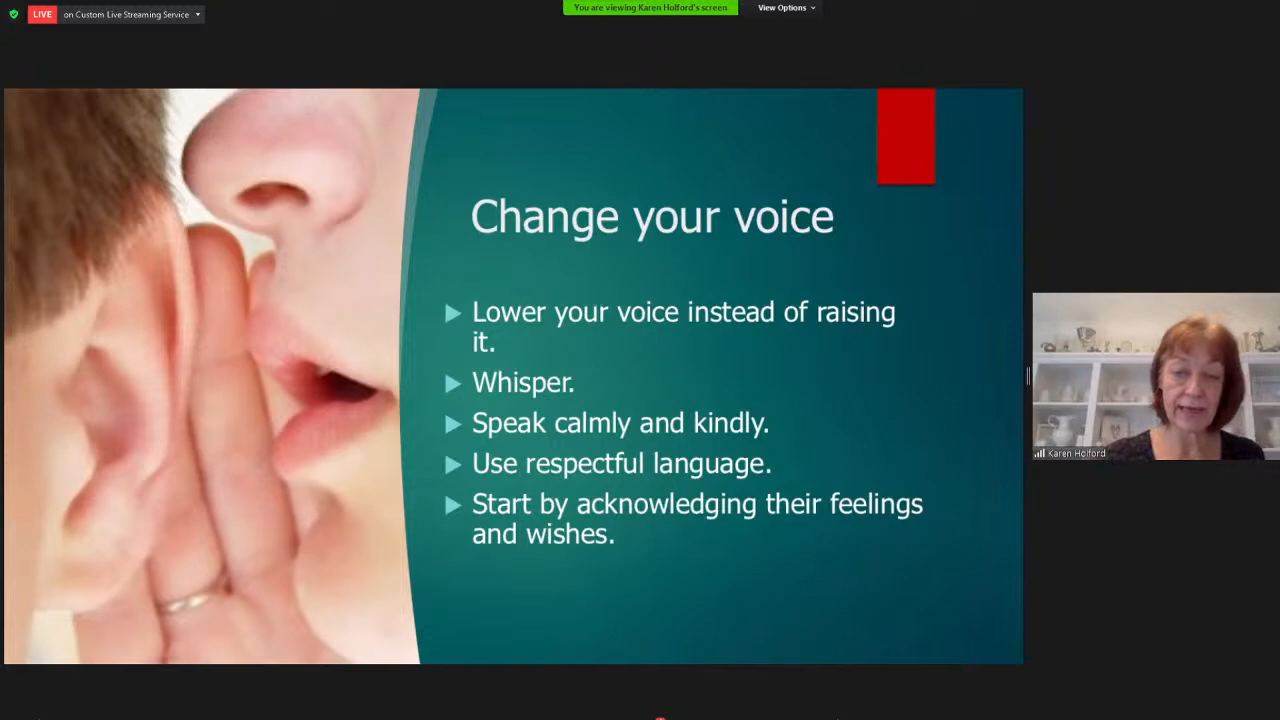 LIVE on Custom Live Streaming Service
You are viewing Karen Holford's screen View Options
Change your voice
Lower your voice instead of raising
it.
Whisper.
Speak calmly and kindly.
Use respectful language.
Start by acknowledging their feelings
and wishes.
Karen Holford